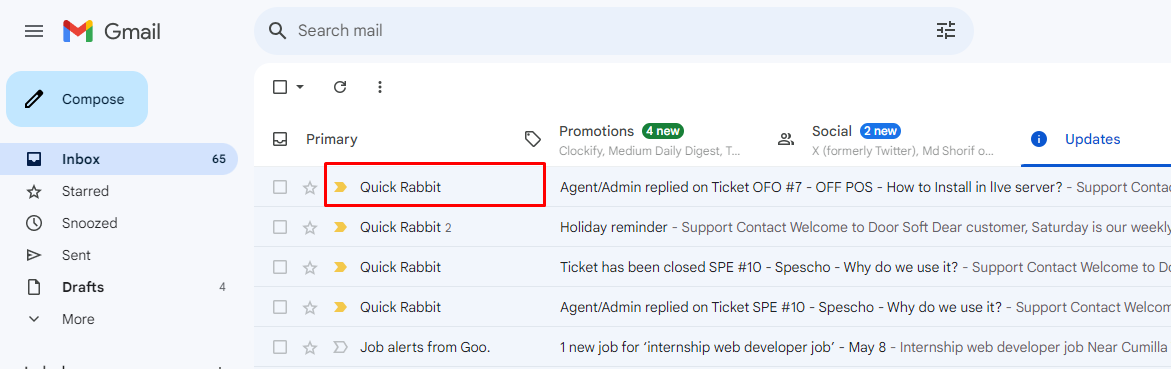 Gmail
Search mail
Compose
Primary
Promotions 4 new
Clockify, Medium Daily Digest, T...
Social 2 new
X (formerly Twitter), Md Shorif o...
Updates
Inbox 65
Starred
Snoozed
Sent
Drafts 4
More
Quick Rabbit Agent/Admin replied on Ticket OFO #7 - OFF POS - How to Install in lIve server? - Support Conta
Quick Rabbit 2 Holiday reminder - Support Contact Welcome to Door Soft Dear customer, Saturday is our weekly
Quick Rabbit Ticket has been closed SPE #10 - Spescho - Why do we use it? - Support Contact Welcome to Do
Quick Rabbit Agent/Admin replied on Ticket SPE #10 - Spescho - Why do we use it? - Support Contact Welcome
Job alerts from Goo. 1 new job for ‘internship web developer job’ - May 8 - Internship web developer job Near Cumilla